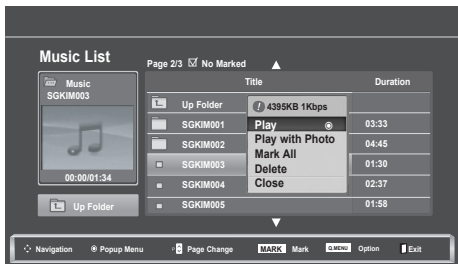 Music List
Page 2/3 No Marked
Music
SGKIM003
00:00/01:34
Up Folder
Title Duration
Up Folder
SGKIM001 03:33
SGKIM002 04:45
SGKIM003 01:30
SGKIM004 02:37
SGKIM005 01:58
4395KB 1Kbps
Play
Play with Photo
Mark All
Delete
Close
Navigation Popup Menu Page Change MARK Mark Q.MENU Option Exit